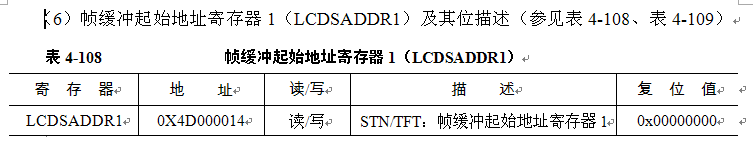 （6）帧缓冲起始地址寄存器 1（LCDSADDR1）及其位描述（参见表 4-108、表 4-109）
表 4-108 帧缓冲起始地址寄存器 1（LCDSADDR1）
寄 存 器 地 址 读/写 描 述 复 位 值
LCDSADDR1 0X4D000014 读/写 STN/TFT：帧缓冲起始地址寄存器 1 0x00000000